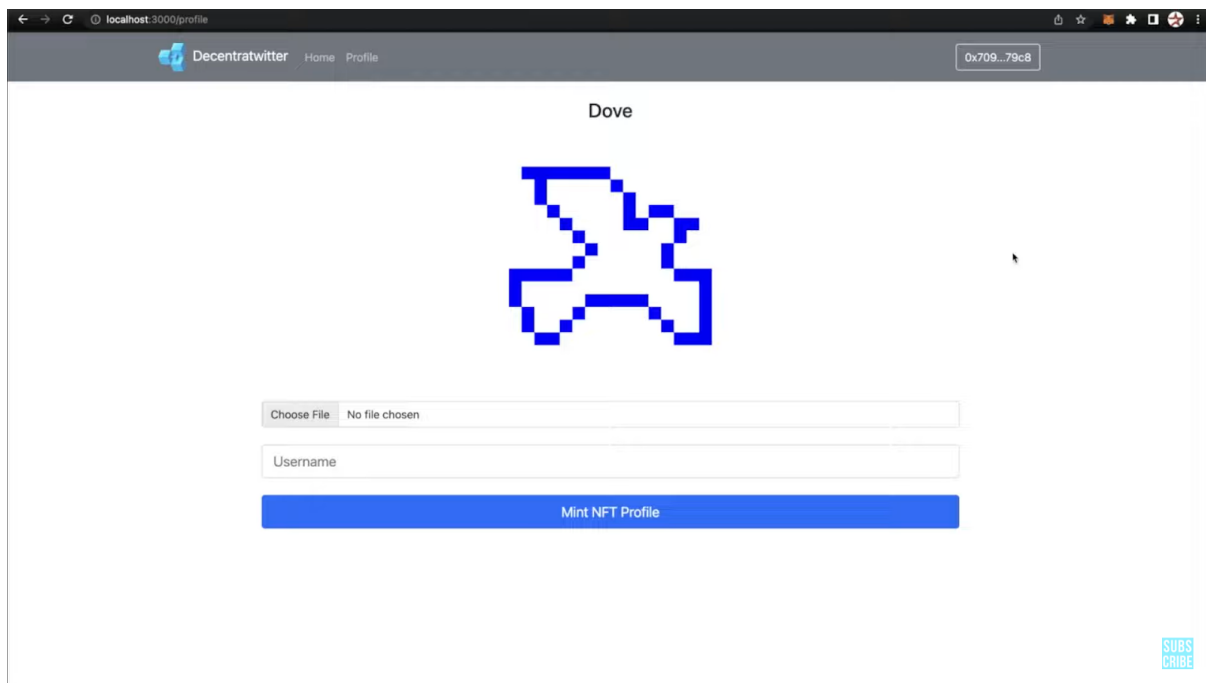 localhost:3000/profile
Decentratwitter Home Profile 0x709...79c8
Dove
Choose File No file chosen
Username
Mint NFT Profile
SUBS
CRIBE